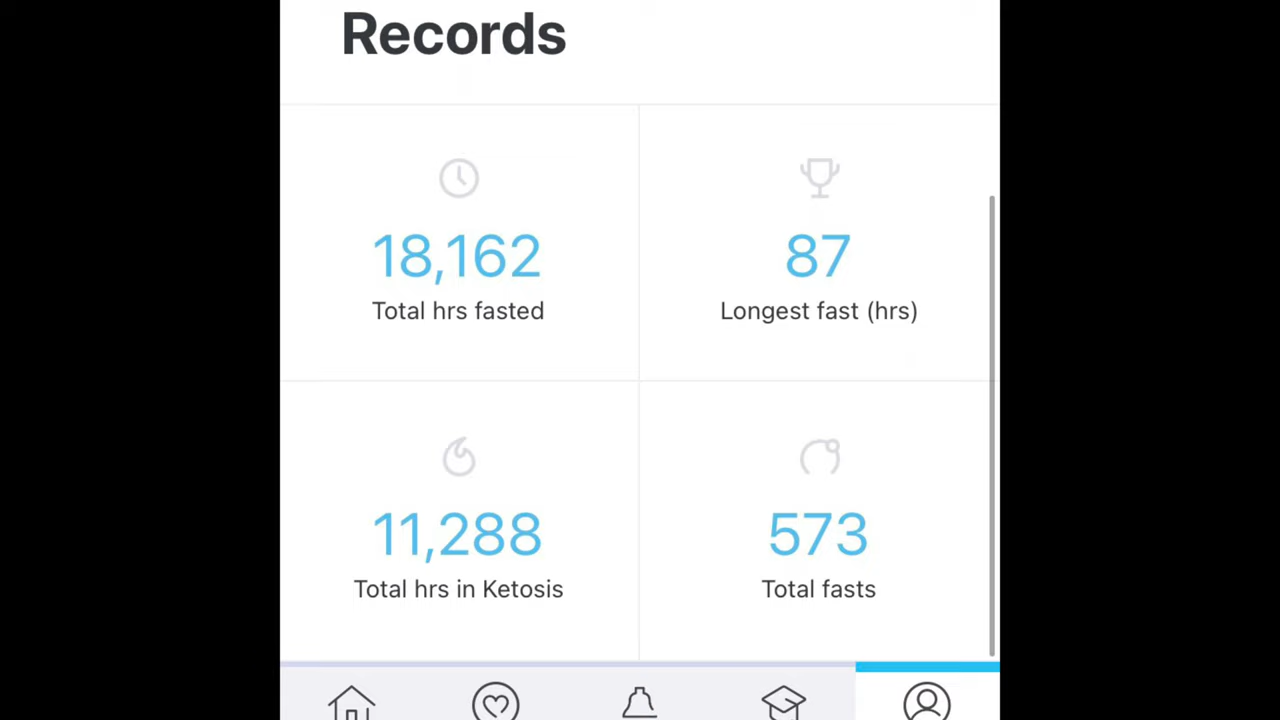 Records
18,162
Total hrs fasted
87
Longest fast (hrs)
11,288
Total hrs in Ketosis
573
Total fasts